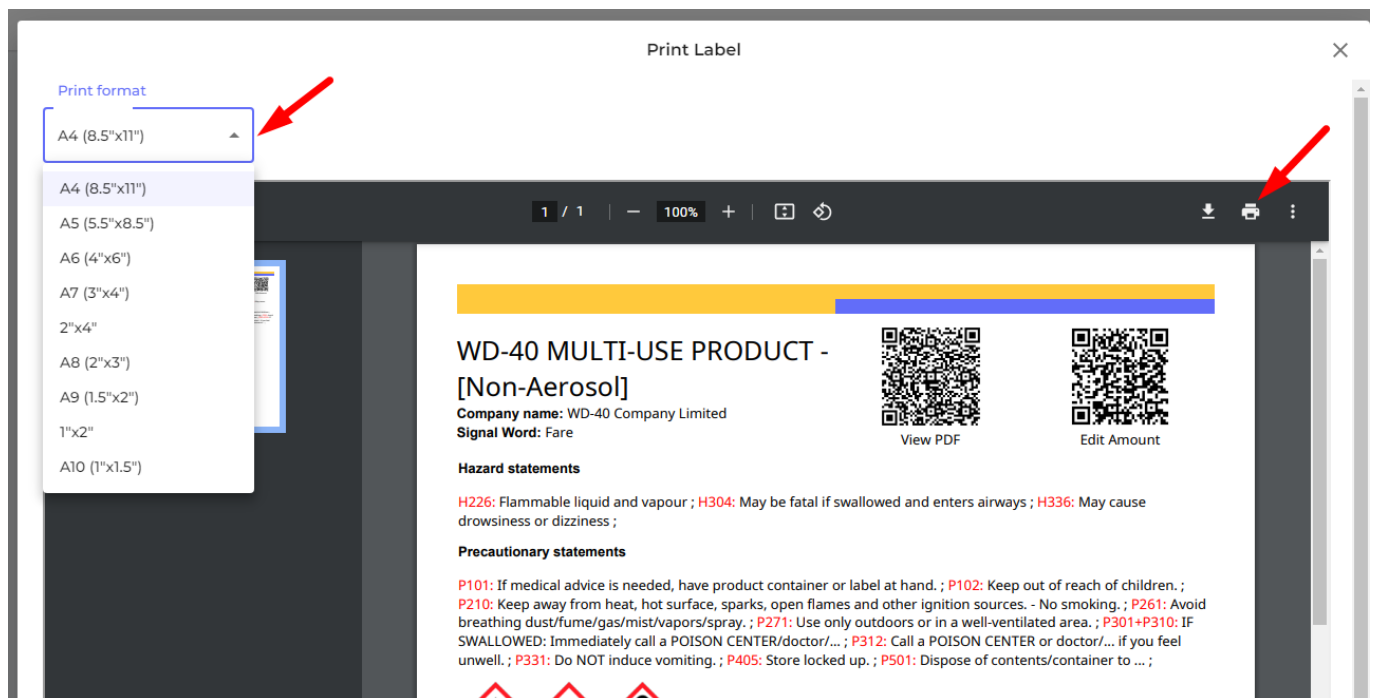 Print Label
Print format
A4 (8.5"x11")
A4 (8.5"x11")
A5 (5.5"x8.5")
A6 (4"x6")
A7 (3"x4")
2"x4"
A8 (2"x3")
A9 (1.5"x2")
1"x2"
A10 (1"x1.5")
1 / 1
100%
WD-40 MULTI-USE PRODUCT -
[Non-Aerosol]
Company name: WD-40 Company Limited
Signal Word: Fare
View PDF
Edit Amount
Hazard statements
H226: Flammable liquid and vapour ; H304: May be fatal if swallowed and enters airways ; H336: May cause
drowsiness or dizziness ;
Precautionary statements
P101: If medical advice is needed, have product container or label at hand. ; P102: Keep out of reach of children. ;
P210: Keep away from heat, hot surface, sparks, open flames and other ignition sources. - No smoking. ; P261: Avoid
breathing dust/fume/gas/mist/vapors/spray. ; P271: Use only outdoors or in a well-ventilated area. ; P301+P310: IF
SWALLOWED: Immediately call a POISON CENTER/doctor/... ; P312: Call a POISON CENTER or doctor/... if you feel
unwell. ; P331: Do NOT induce vomiting. ; P405: Store locked up. ; P501: Dispose of contents/container to ... ;